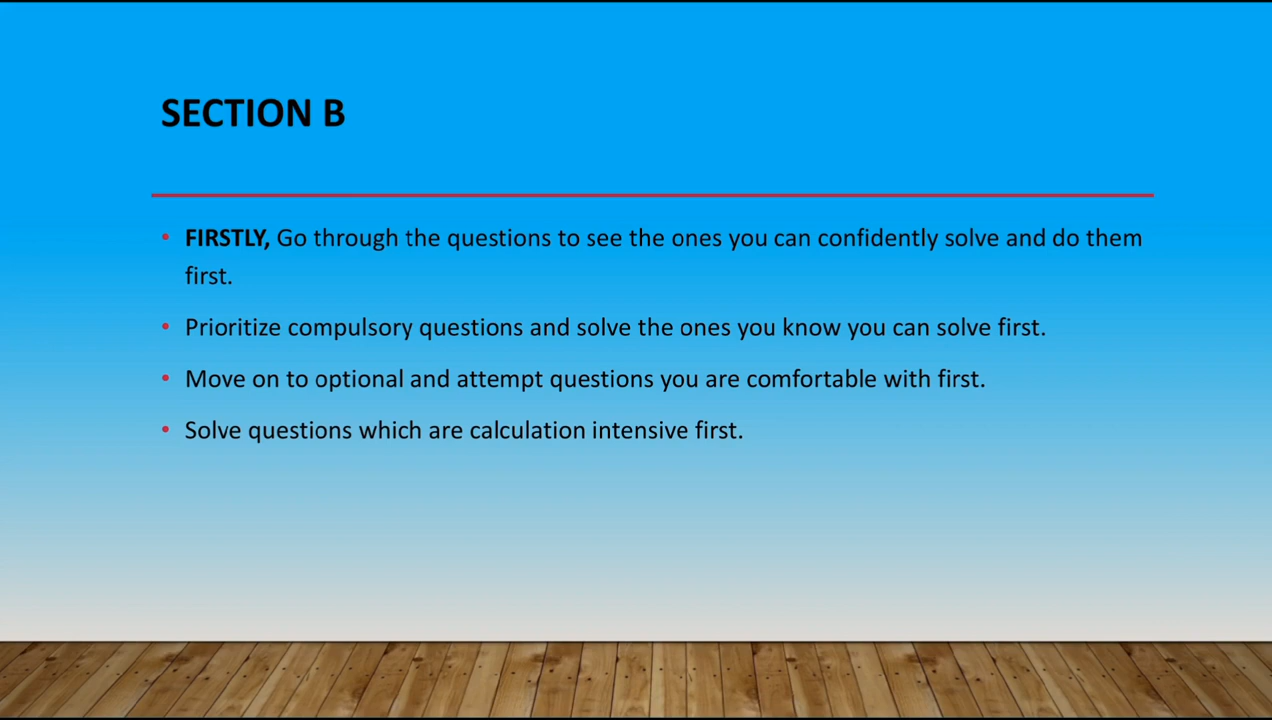 SECTION B
• FIRSTLY, Go through the questions to see the ones you can confidently solve and do them
first.
• Prioritize compulsory questions and solve the ones you know you can solve first.
• Move on to optional and attempt questions you are comfortable with first.
• Solve questions which are calculation intensive first.